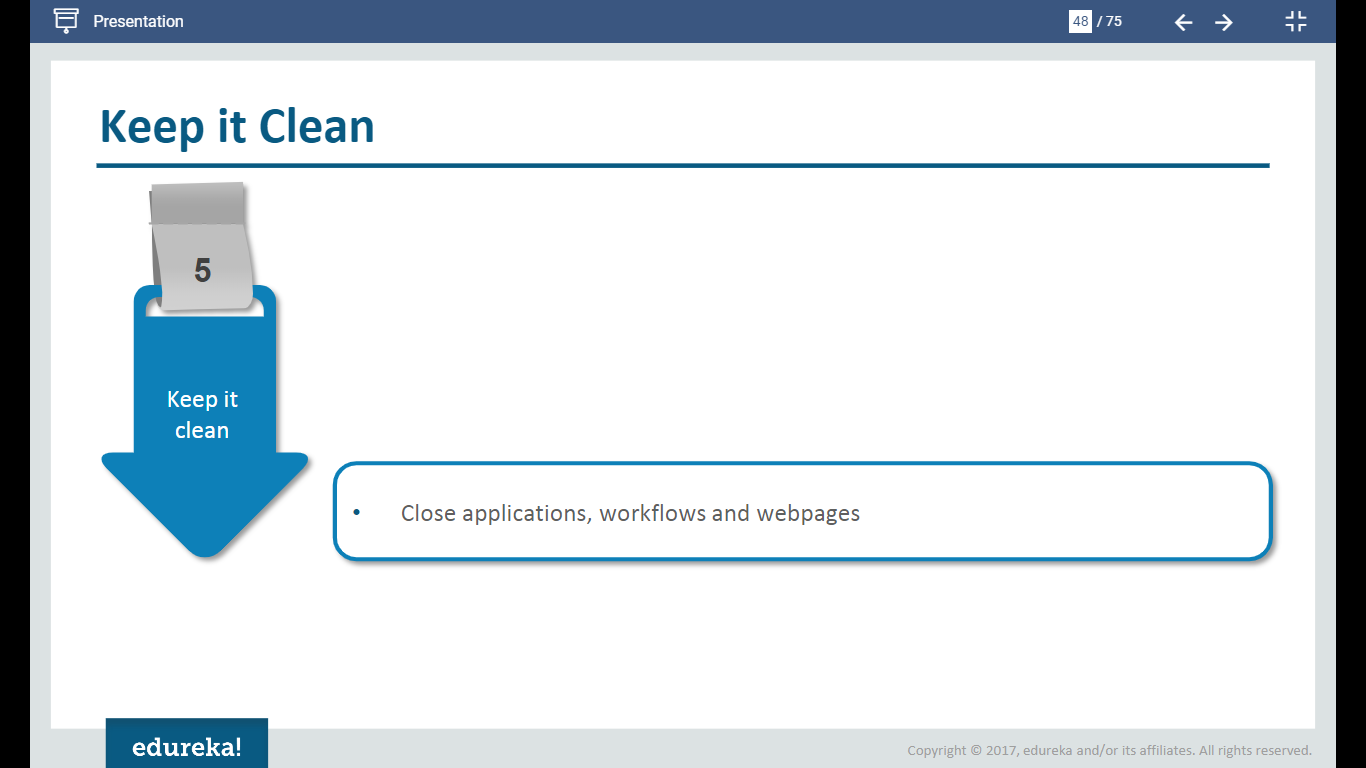 Presentation
48 / 75
Keep it Clean
5
Keep it
clean
• Close applications, workflows and webpages
edureka!
Copyright © 2017, edureka and/or its affiliates. All rights reserved.